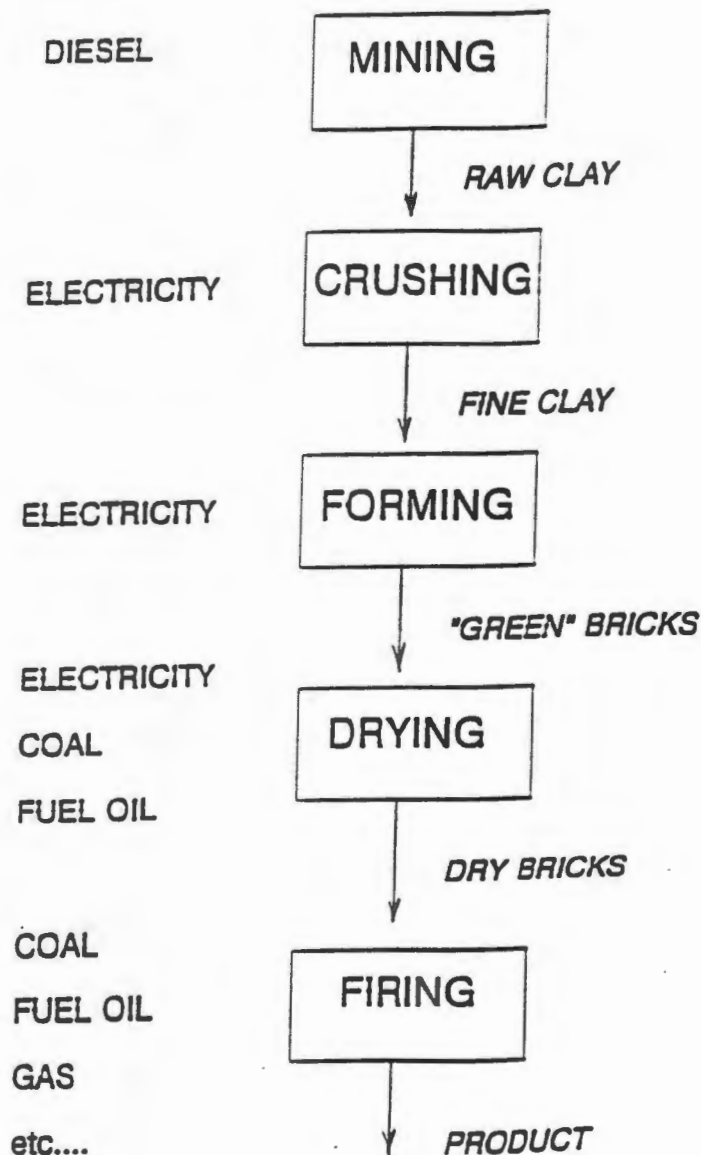 DIESEL
MINING
RAW CLAY
ELECTRICITY
CRUSHING
FINE CLAY
ELECTRICITY
FORMING
"GREEN" BRICKS
ELECTRICITY
COAL
FUEL OIL
DRYING
DRY BRICKS
COAL
FUEL OIL
GAS
etc....
FIRING
PRODUCT